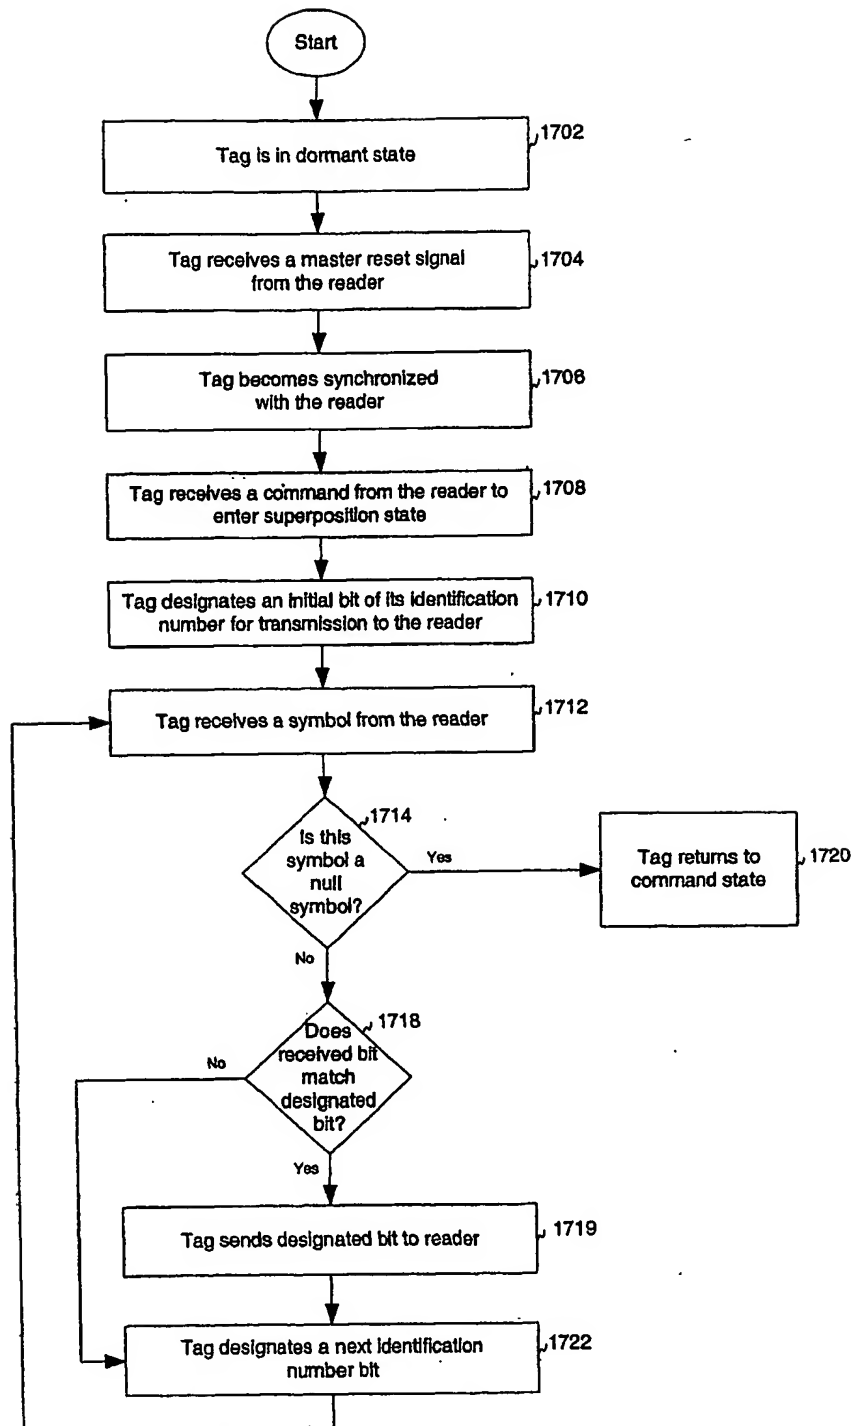 Start
Tag is in dormant state
1702
Tag receives a master reset signal
from the reader
1704
Tag becomes synchronized
with the reader
1706
Tag receives a command from the reader to
enter superposition state
1708
Tag designates an initial bit of its identification
number for transmission to the reader
1710
Tag receives a symbol from the reader
1712
Is this
symbol a
null
symbol?
1714
Yes
Tag returns to
command state
1720
No
Does
received bit
match
designated
bit?
1718
No
Yes
Tag sends designated bit to reader
1719
Tag designates a next identification
number bit
1722